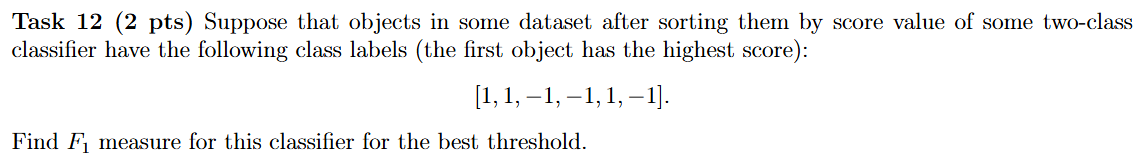 Task 12 (2 pts) Suppose that objects in some dataset after sorting them by score value of some two-class
classifier have the following class labels (the first object has the highest score):
[1, 1, −1, −1, 1, −1].
Find F₁ measure for this classifier for the best threshold.